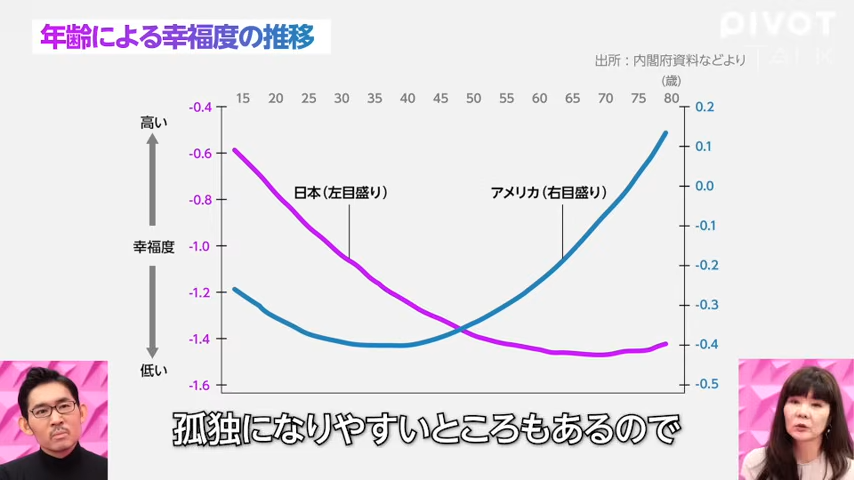 年齢による幸福度の推移
PIVOT
TALK
出所：内閣府資料などより
(歳)
15 20 25 30 35 40 45 50 55 60 65 70 75 80
高い
幸福度
低い
-0.4
-0.6
-0.8
-1.0
-1.2
-1.4
-1.6
日本(左目盛り)
アメリカ(右目盛り)
0.2
0.1
0.0
-0.1
-0.2
-0.3
-0.4
-0.5
孤独になりやすいところもあるので